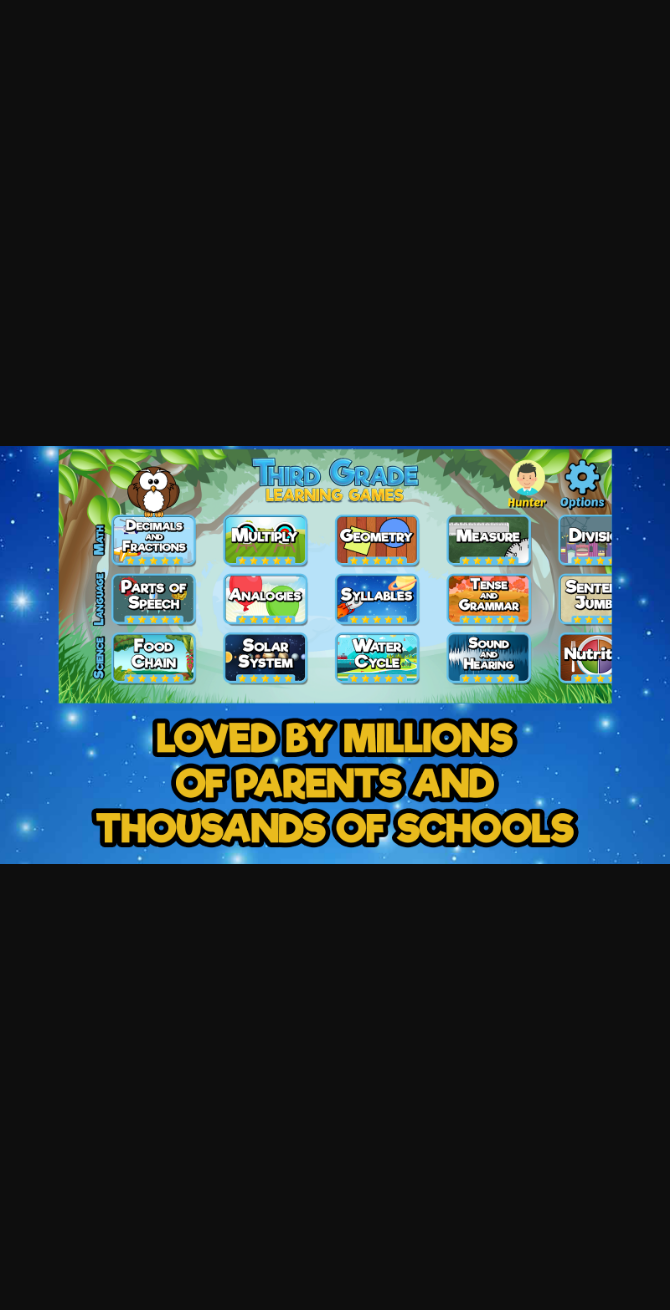 Third Grade
Learning Games
Hunter
Options
Math
Decimals
and
Fractions
Multiply
Geometry
Measure
Language
Parts of
Speech
Analogies
Syllables
Tense
and
Grammar
Science
Food
Chain
Solar
System
Water
Cycle
Sound
and
Hearing
LOVED BY MILLIONS
OF PARENTS AND
THOUSANDS OF SCHOOLS